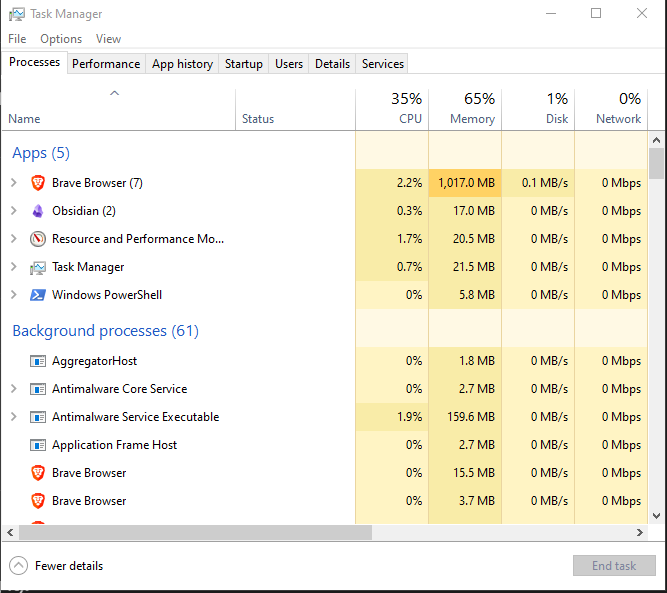 Task Manager
File Options View
Processes Performance App history Startup Users Details Services
35% 65% 1% 0%
Name Status CPU Memory Disk Network
Apps (5)
Brave Browser (7) 2.2% 1,017.0 MB 0.1 MB/s 0 Mbps
Obsidian (2) 0.3% 17.0 MB 0 MB/s 0 Mbps
Resource and Performance Mo... 1.7% 20.5 MB 0 MB/s 0 Mbps
Task Manager 0.7% 21.5 MB 0 MB/s 0 Mbps
Windows PowerShell 0% 5.8 MB 0 MB/s 0 Mbps
Background processes (61)
AggregatorHost 0% 1.8 MB 0 MB/s 0 Mbps
Antimalware Core Service 0% 2.7 MB 0 MB/s 0 Mbps
Antimalware Service Executable 1.9% 159.6 MB 0 MB/s 0 Mbps
Application Frame Host 0% 2.7 MB 0 MB/s 0 Mbps
Brave Browser 0% 15.5 MB 0 MB/s 0 Mbps
Brave Browser 0% 3.7 MB 0 MB/s 0 Mbps
Fewer details End task